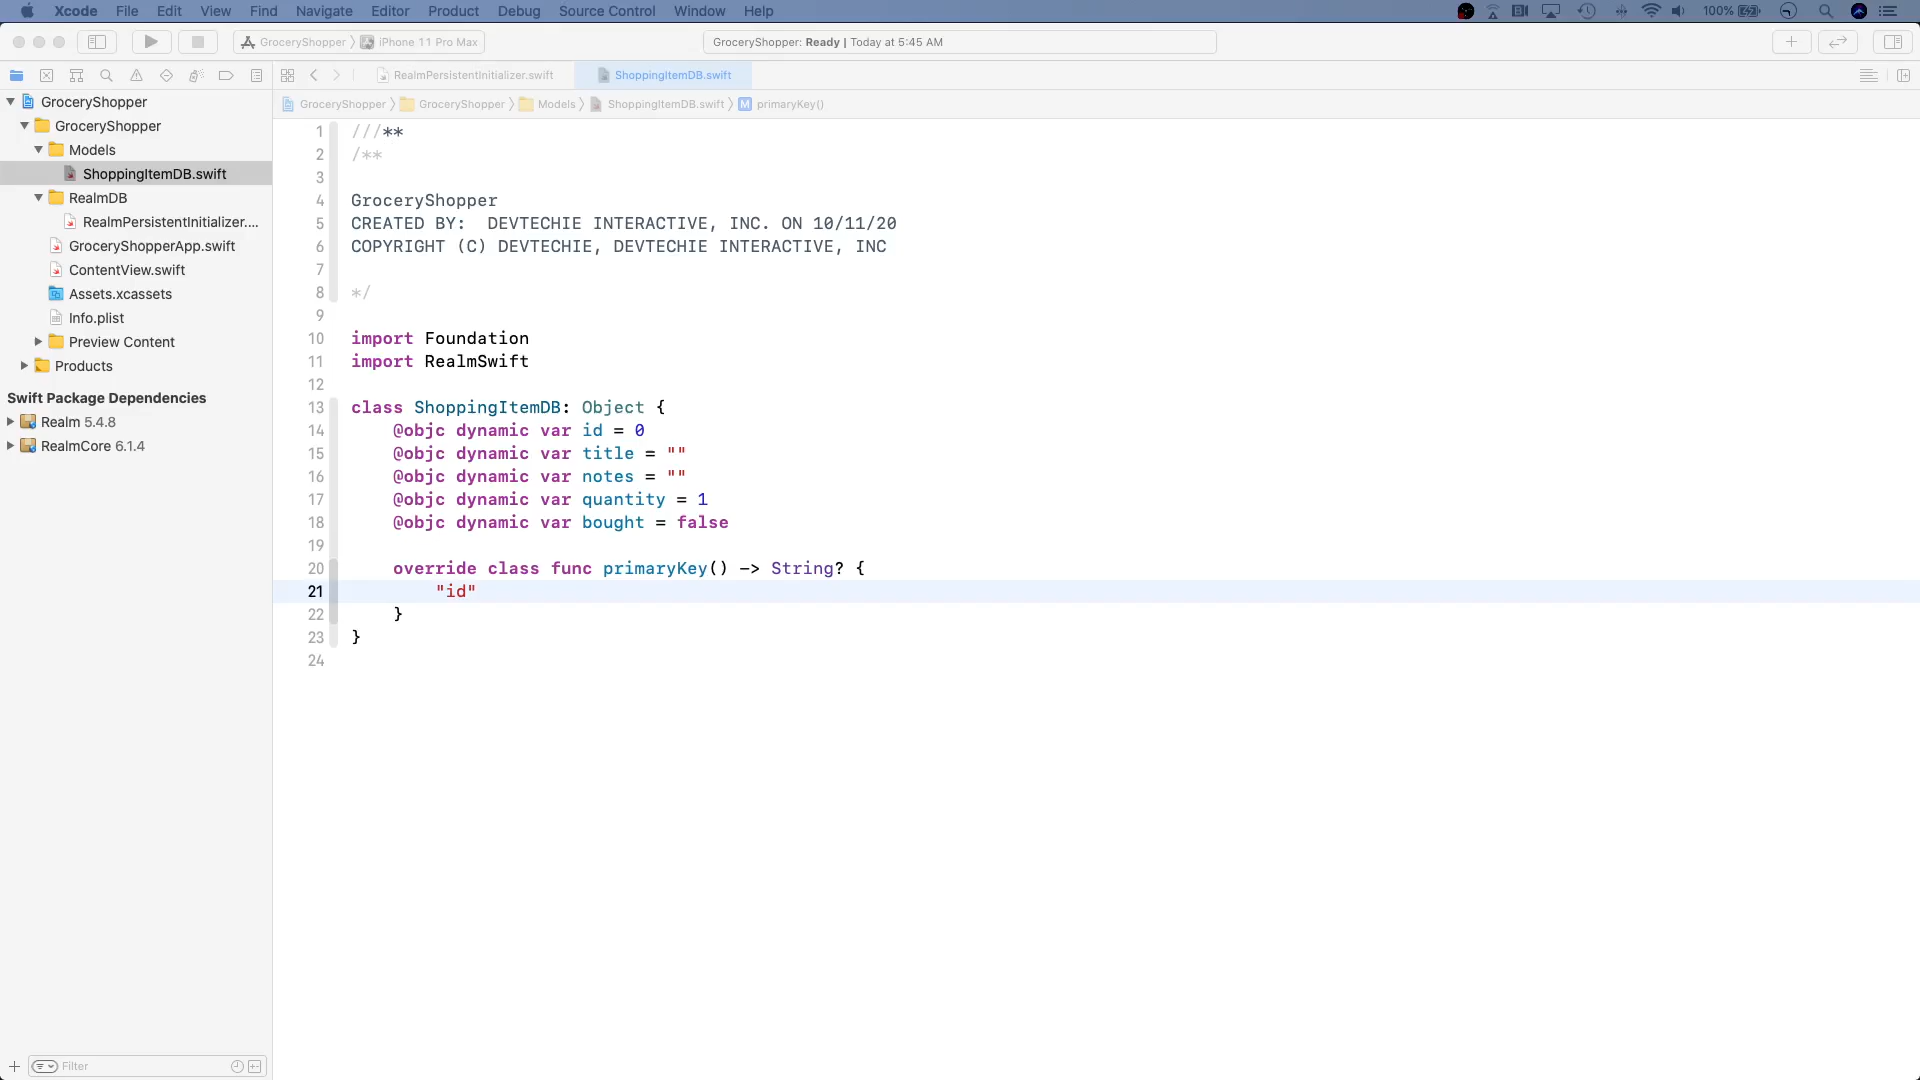 Xcode File Edit View Find Navigate Editor Product Debug Source Control Window Help 100%
GroceryShopper iPhone 11 Pro Max
GroceryShopper: Ready | Today at 5:45 AM
RealmPersistentInitializer.swift
ShoppingItemDB.swift
GroceryShopper GroceryShopper Models ShoppingItemDB.swift M primaryKey()
GroceryShopper
GroceryShopper
Models
ShoppingItemDB.swift
RealmDB
RealmPersistentInitializer....
GroceryShopperApp.swift
ContentView.swift
Assets.xcassets
Info.plist
Preview Content
Products
Swift Package Dependencies
Realm 5.4.8
RealmCore 6.1.4
Filter
1 ///**
2 /**
3
4 GroceryShopper
5 CREATED BY:  DEVTECHIE INTERACTIVE, INC. ON 10/11/20
6 COPYRIGHT (C) DEVTECHIE, DEVTECHIE INTERACTIVE, INC
7
8 */
9
10 import Foundation
11 import RealmSwift
12
13 class ShoppingItemDB: Object {
14     @objc dynamic var id = 0
15     @objc dynamic var title = ""
16     @objc dynamic var notes = ""
17     @objc dynamic var quantity = 1
18     @objc dynamic var bought = false
19
20     override class func primaryKey() -> String? {
21         "id"
22     }
23 }
24